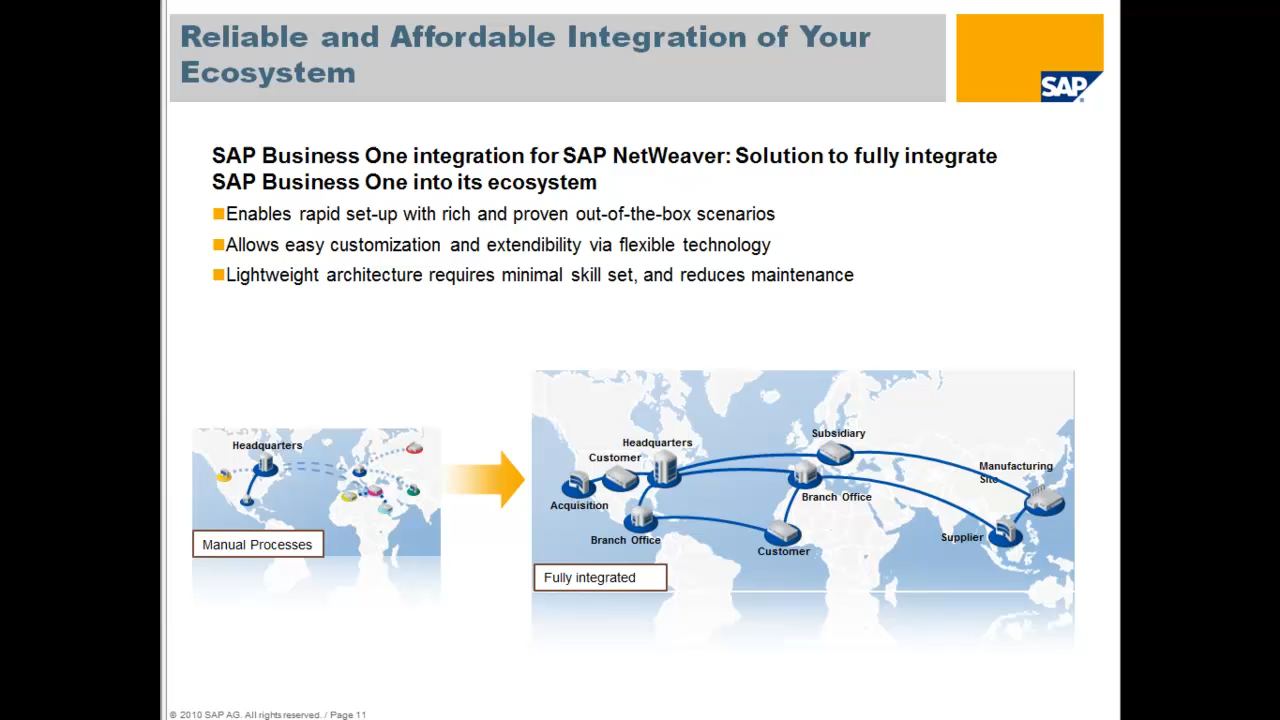 Reliable and Affordable Integration of Your
Ecosystem
SAP
SAP Business One integration for SAP NetWeaver: Solution to fully integrate
SAP Business One into its ecosystem
Enables rapid set-up with rich and proven out-of-the-box scenarios
Allows easy customization and extendibility via flexible technology
Lightweight architecture requires minimal skill set, and reduces maintenance
Headquarters
Manual Processes
Subsidiary
Headquarters
Customer
Manufacturing
Site
Acquisition
Branch Office
Branch Office
Supplier
Customer
Fully integrated
© 2010 SAP AG. All rights reserved. / Page 11